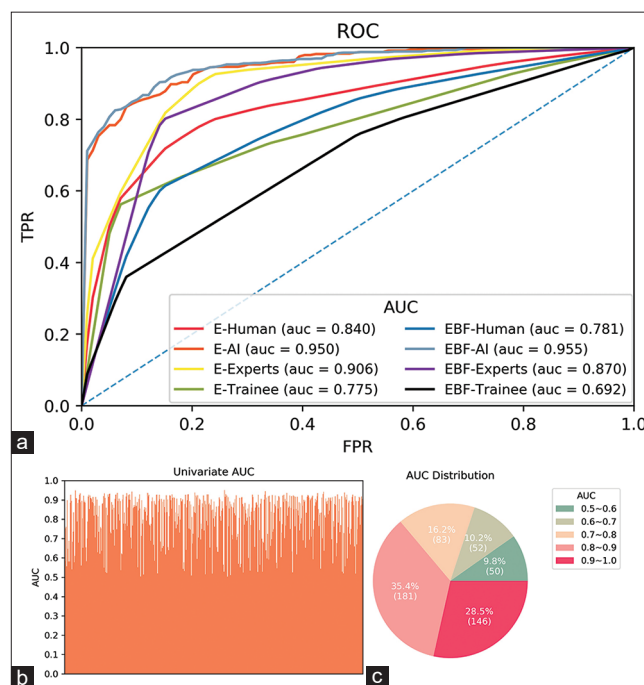 ROC
1.0
0.8
0.6
0.4
0.2
0.0
TPR
AUC
E-Human (auc = 0.840)
E-AI (auc = 0.950)
E-Experts (auc = 0.906)
E-Trainee (auc = 0.775)
EBF-Human (auc = 0.781)
EBF-AI (auc = 0.955)
EBF-Experts (auc = 0.870)
EBF-Trainee (auc = 0.692)
0.0 0.2 0.4 0.6 0.8 1.0
FPR
a
Univariate AUC
1.0
0.9
0.8
0.7
0.6
0.5
0.4
0.3
0.2
0.1
0.0
AUC
b
AUC Distribution
16.2%
(83)
10.2%
(52)
9.8%
(50)
35.4%
(181)
28.5%
(146)
AUC
0.5~0.6
0.6~0.7
0.7~0.8
0.8~0.9
0.9~1.0
c